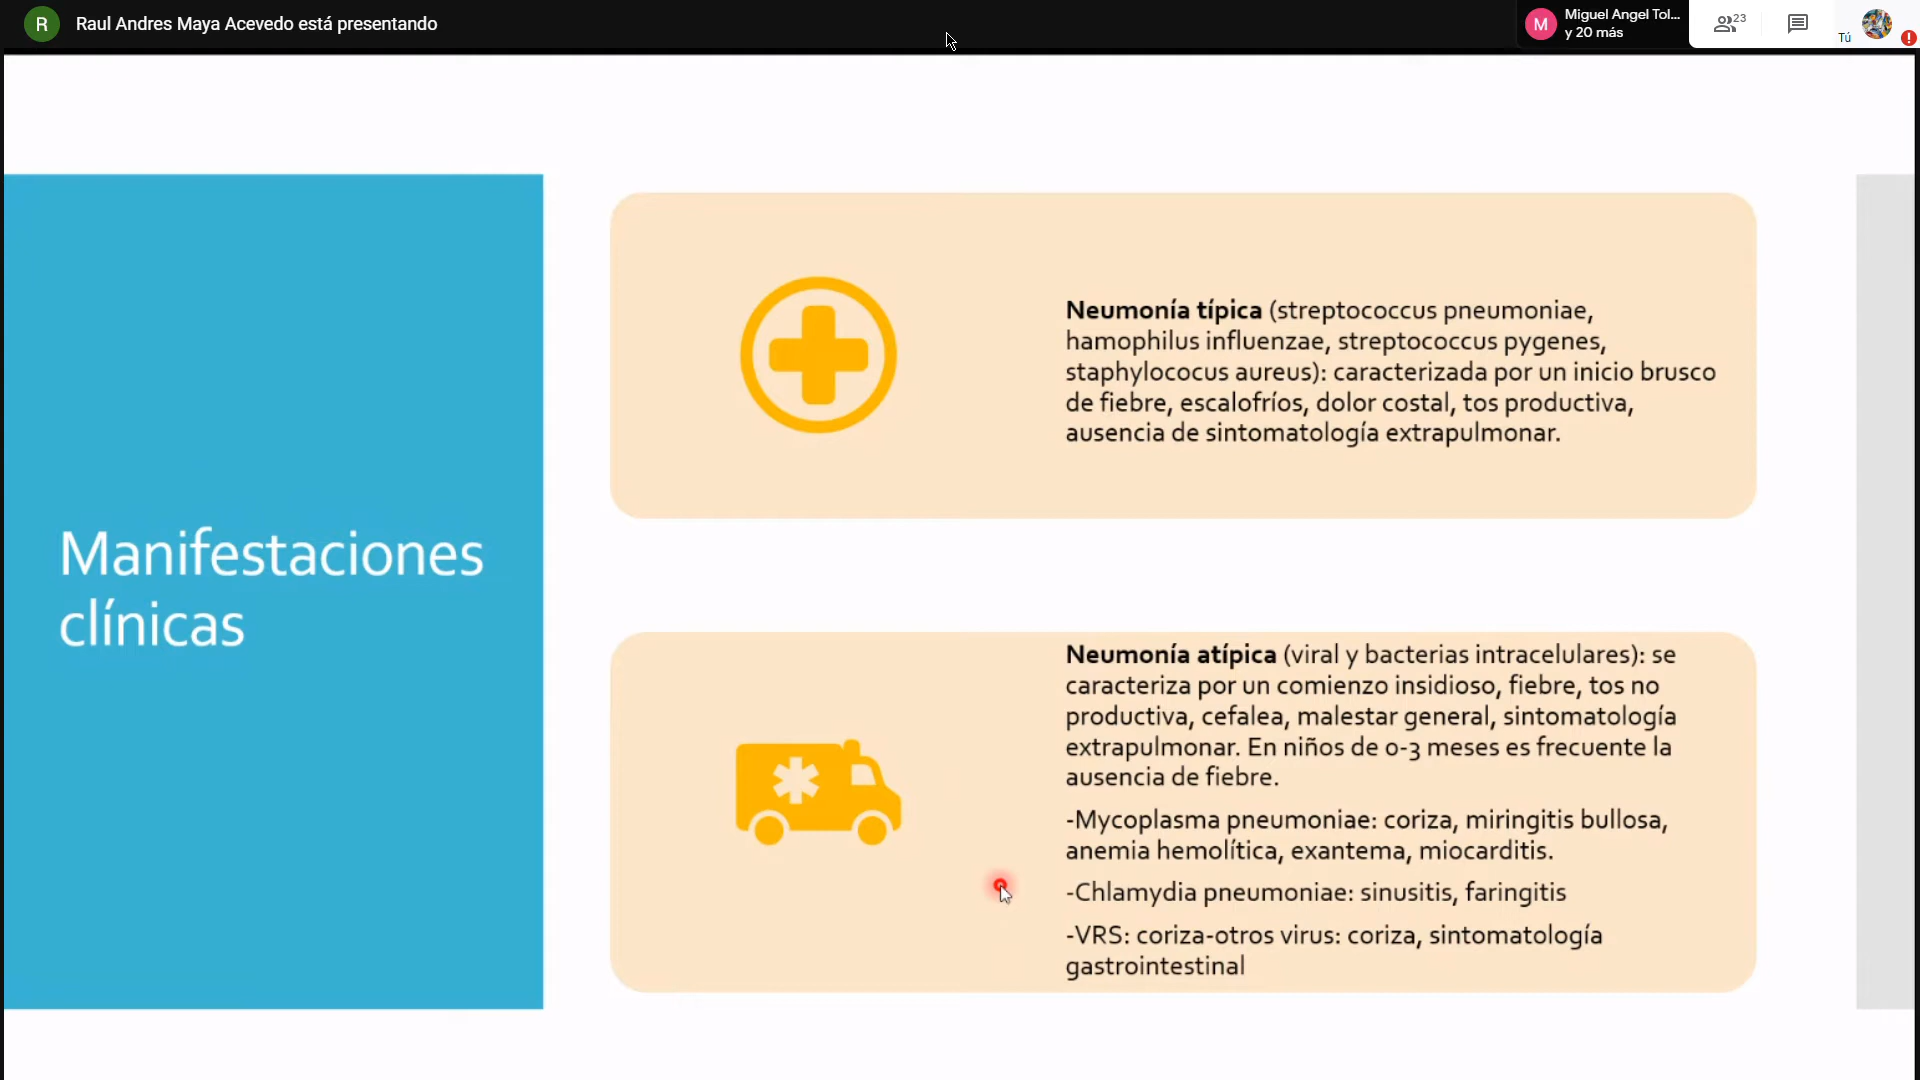 R
Raul Andres Maya Acevedo está presentando
M
Miguel Angel Tol...
y 20 más
23
Tú
Manifestaciones
clínicas
Neumonía típica (streptococcus pneumoniae,
hamophilus influenzae, streptococcus pygenes,
staphylococus aureus): caracterizada por un inicio brusco
de fiebre, escalofríos, dolor costal, tos productiva,
ausencia de sintomatología extrapulmonar.
Neumonía atípica (viral y bacterias intracelulares): se
caracteriza por un comienzo insidioso, fiebre, tos no
productiva, cefalea, malestar general, sintomatología
extrapulmonar. En niños de 0-3 meses es frecuente la
ausencia de fiebre.
-Mycoplasma pneumoniae: coriza, miringitis bullosa,
anemia hemolítica, exantema, miocarditis.
-Chlamydia pneumoniae: sinusitis, faringitis
-VRS: coriza-otros virus: coriza, sintomatología
gastrointestinal